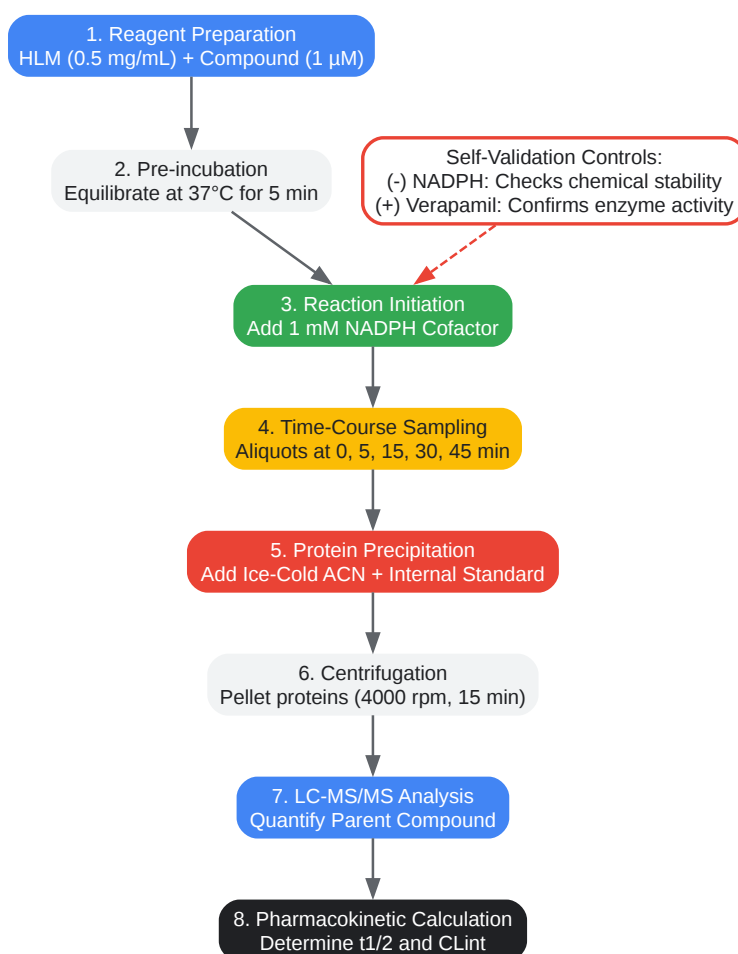 1. Reagent Preparation
HLM (0.5 mg/mL) + Compound (1 µM)
2. Pre-incubation
Equilibrate at 37°C for 5 min
Self-Validation Controls:
(-) NADPH: Checks chemical stability
(+) Verapamil: Confirms enzyme activity
3. Reaction Initiation
Add 1 mM NADPH Cofactor
4. Time-Course Sampling
Aliquots at 0, 5, 15, 30, 45 min
5. Protein Precipitation
Add Ice-Cold ACN + Internal Standard
6. Centrifugation
Pellet proteins (4000 rpm, 15 min)
7. LC-MS/MS Analysis
Quantify Parent Compound
8. Pharmacokinetic Calculation
Determine t1/2 and CLint